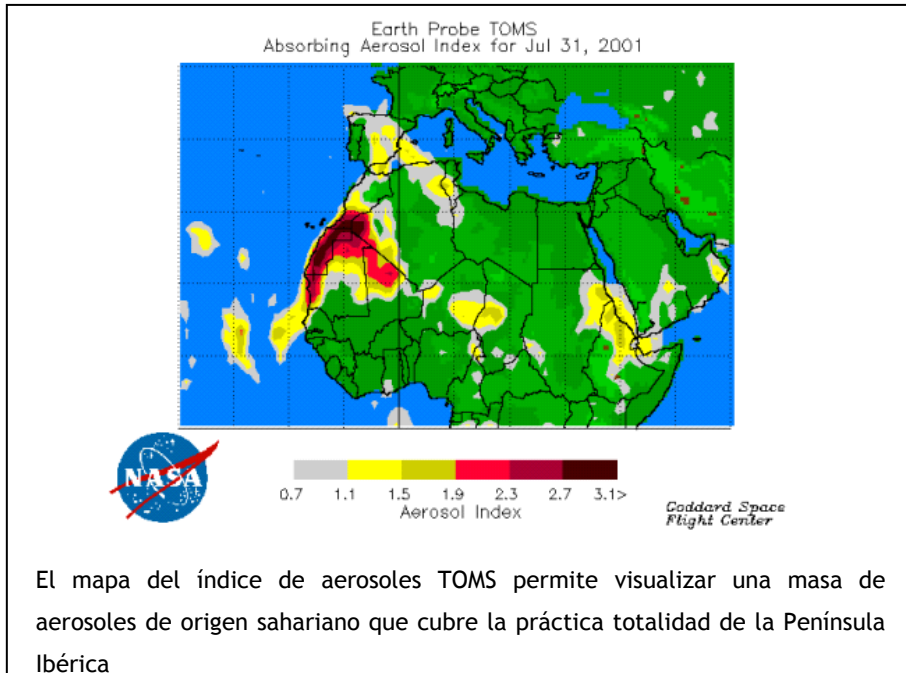 Earth Probe TOMS
Absorbing Aerosol Index for Jul 31, 2001
NASA
0.7 1.1 1.5 1.9 2.3 2.7 3.1>
Aerosol Index
Goddard Space
Flight Center
El mapa del índice de aerosoles TOMS permite visualizar una masa de
aerosoles de origen sahariano que cubre la práctica totalidad de la Península
Ibérica